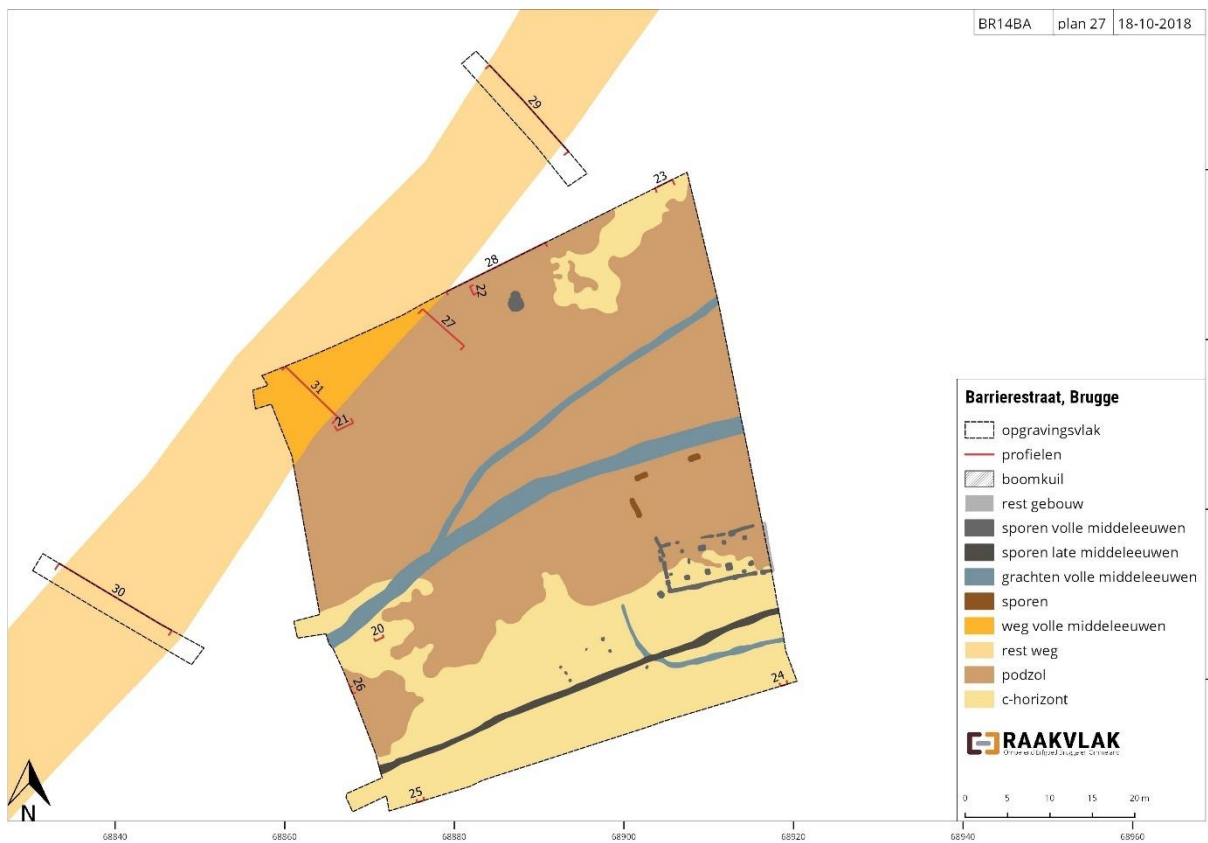 BR14BA plan 27 18-10-2018
29
23
28
22
27
31
21
30
20
26
24
25
Barrierestraat, Brugge
opgravingsvlak
profielen
boomkuil
rest gebouw
sporen volle middeleeuwen
sporen late middeleeuwen
grachten volle middeleeuwen
sporen
weg volle middeleeuwen
rest weg
podzol
c-horizont
RAAKVLAK
0 5 10 20 m
N
68840 68860 68880 68900 68920 68940 68960